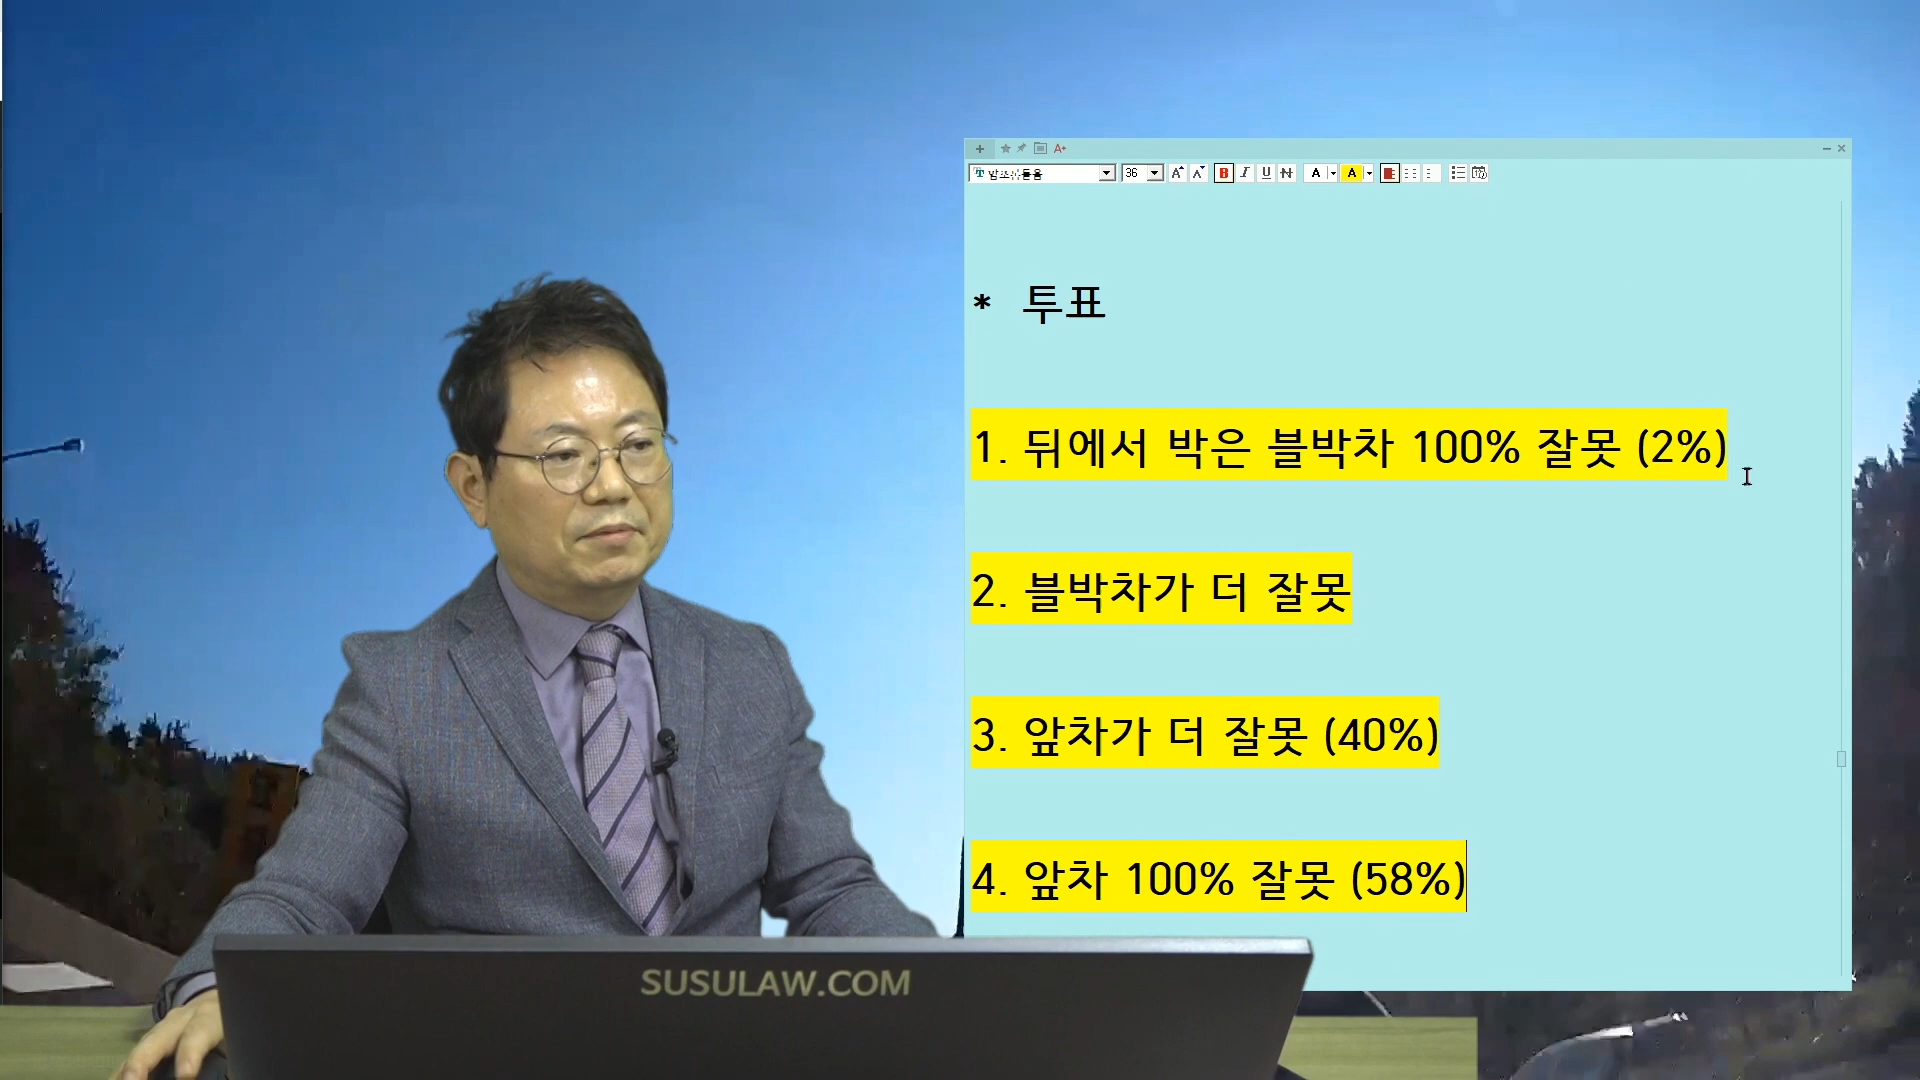 36
* 투표
1. 뒤에서 박은 블박차 100% 잘못 (2%)
2. 블박차가 더 잘못
3. 앞차가 더 잘못 (40%)
4. 앞차 100% 잘못 (58%)
SUSULAW.COM